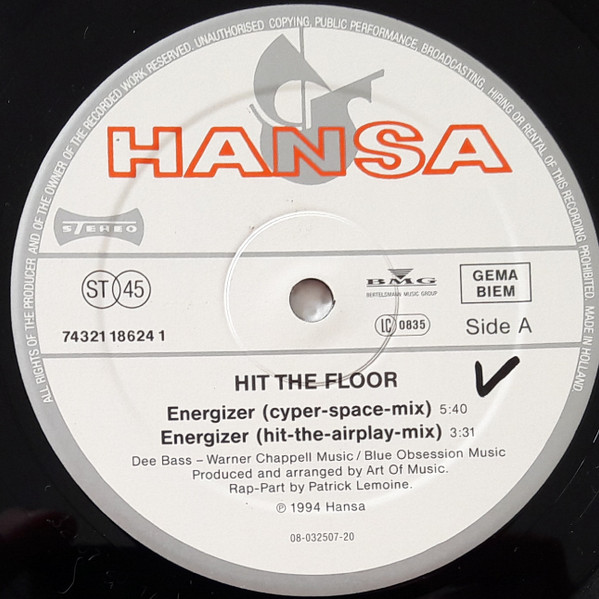 ALL RIGHTS OF THE PRODUCER AND OF THE OWNER OF THE RECORDED WORK RESERVED. UNAUTHORISED COPYING, PUBLIC PERFORMANCE, BROADCASTING, HIRING OR RENTAL OF THIS RECORDING PROHIBITED. MADE IN HOLLAND
HANSA
STEREO
ST 45
BMG
BERTELSMANN MUSIC GROUP
GEMA
BIEM
74321 18624 1
LC 0835
Side A
HIT THE FLOOR
Energizer (cyper-space-mix) 5:40
Energizer (hit-the-airplay-mix) 3:31
Dee Bass – Warner Chappell Music / Blue Obsession Music
Produced and arranged by Art Of Music.
Rap-Part by Patrick Lemoine.
℗ 1994 Hansa
08-032507-20